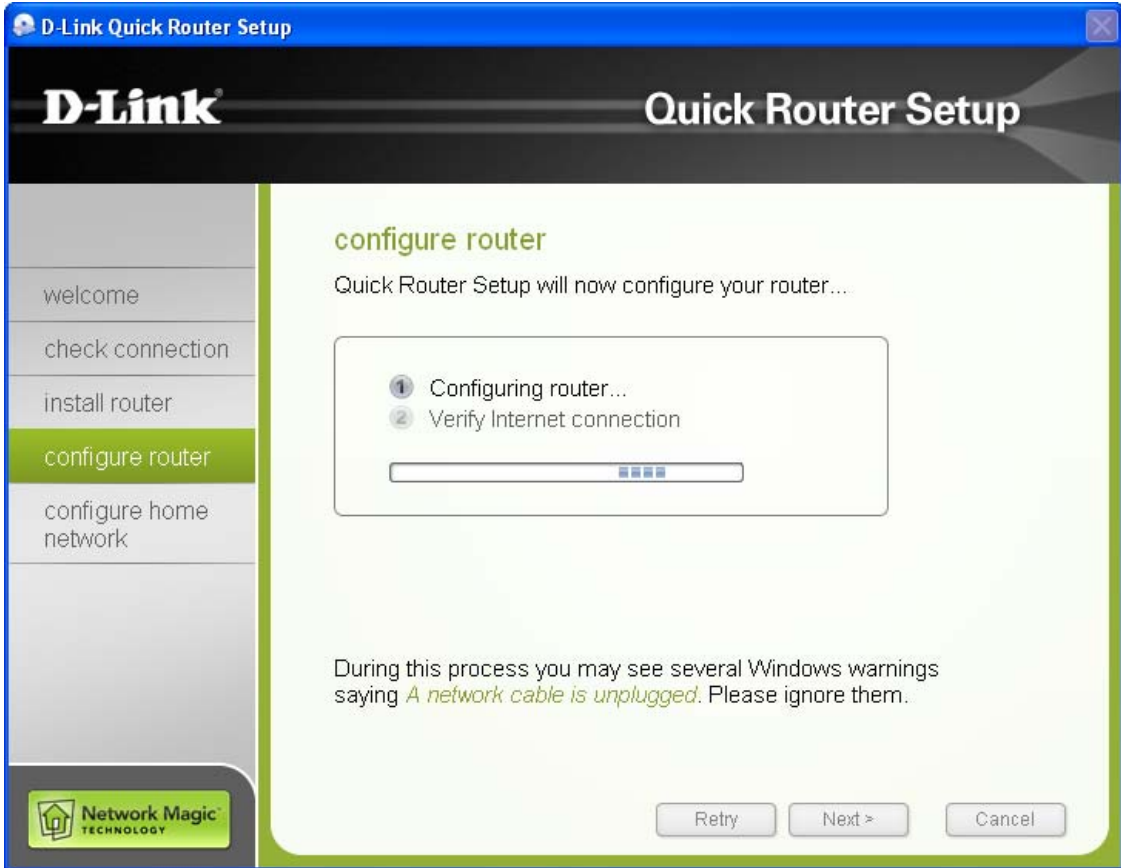 D-Link Quick Router Setup
D-Link
Quick Router Setup
welcome
check connection
install router
configure router
configure home
network
configure router
Quick Router Setup will now configure your router...
1 Configuring router...
2 Verify Internet connection
During this process you may see several Windows warnings
saying A network cable is unplugged. Please ignore them.
Network Magic
TECHNOLOGY
Retry
Next >
Cancel